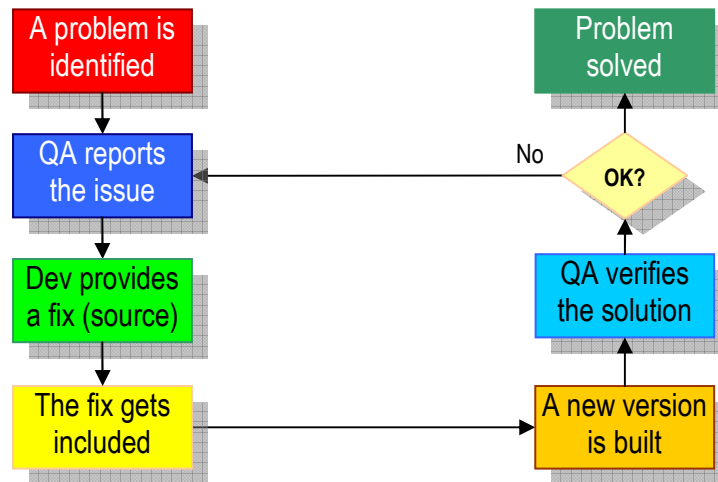 A problem is
identified
QA reports
the issue
Dev provides
a fix (source)
The fix gets
included
A new version
is built
QA verifies
the solution
OK?
No
Problem
solved